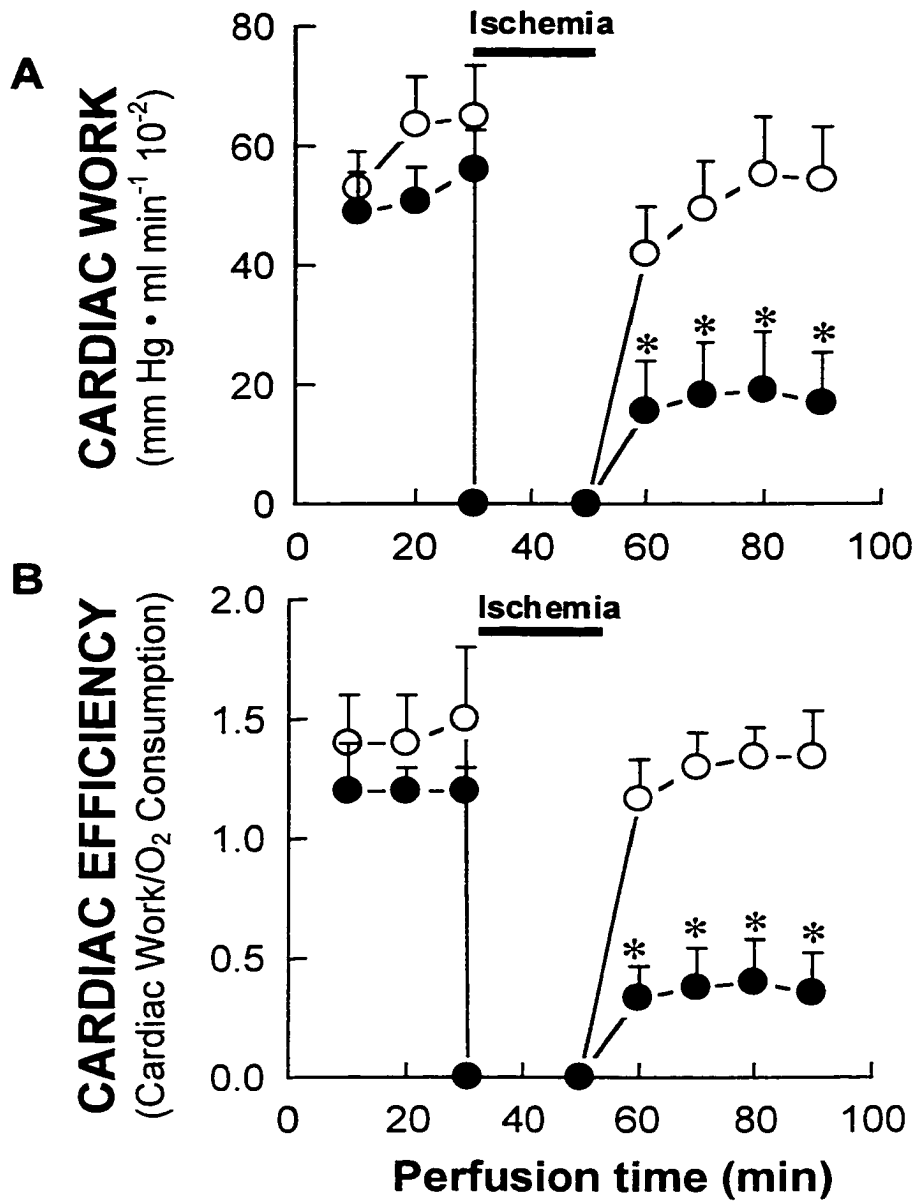 A
Ischemia
CARDIAC WORK
(mm Hg • ml min⁻¹ 10⁻²)
80
60
40
20
0
* * * *
0 20 40 60 80 100
B
Ischemia
CARDIAC EFFICIENCY
(Cardiac Work/O₂ Consumption)
2.0
1.5
1.0
0.5
0.0
* * * *
0 20 40 60 80 100
Perfusion time (min)